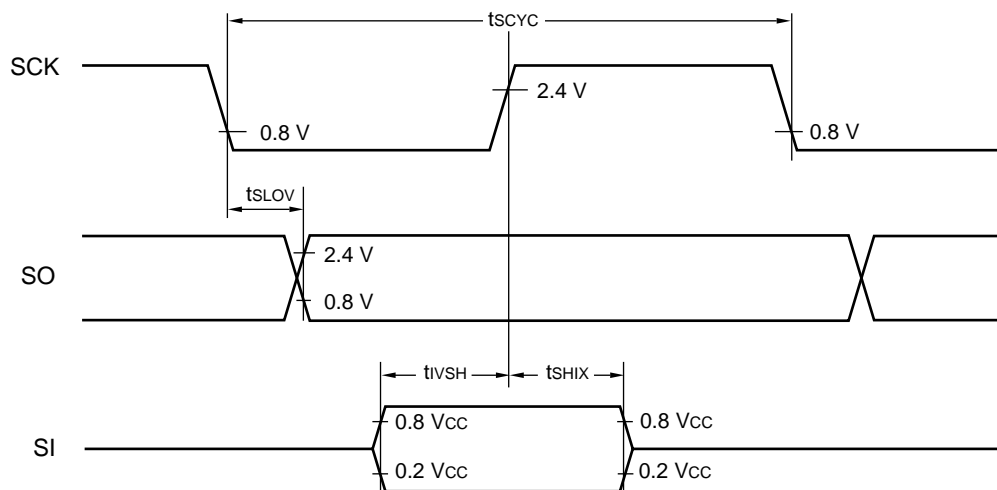 tSCYC
SCK
2.4 V
0.8 V
0.8 V
tSLOV
2.4 V
SO
0.8 V
tIVSH
tSHIX
0.8 VCC
0.8 VCC
SI
0.2 VCC
0.2 VCC